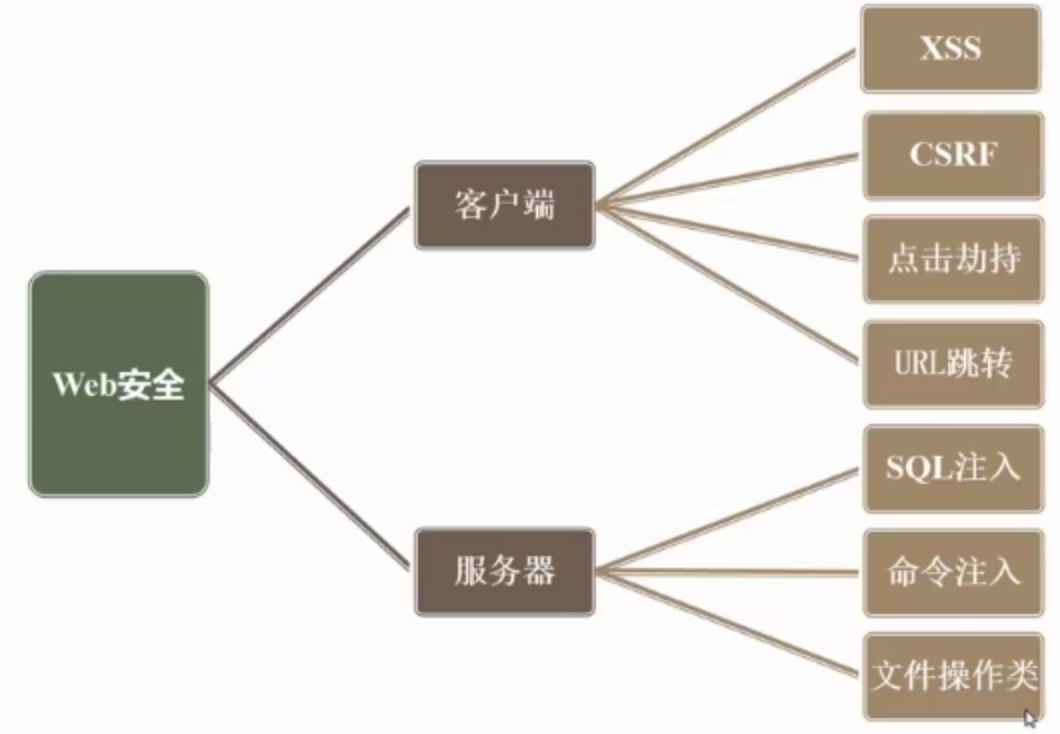 Web安全
客户端
XSS
CSRF
点击劫持
URL跳转
服务器
SQL注入
命令注入
文件操作类